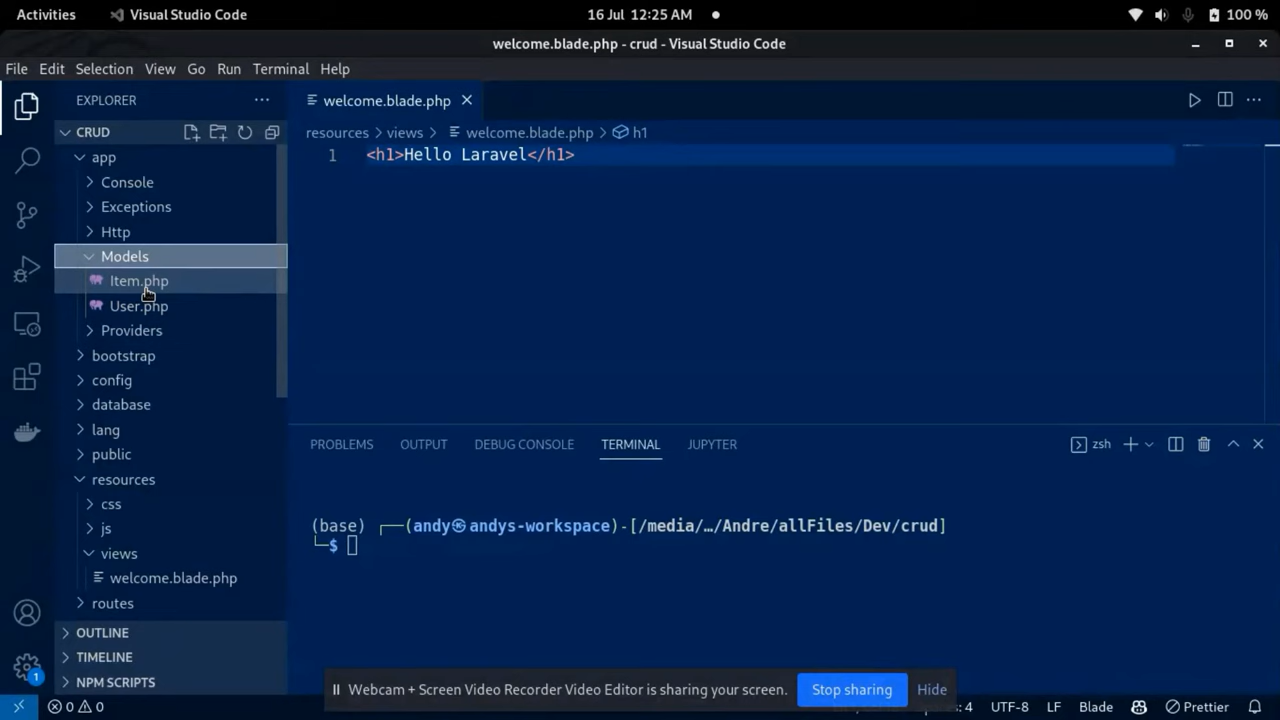 Activities Visual Studio Code 16 Jul 12:25 AM 100 %
welcome.blade.php - crud - Visual Studio Code
File Edit Selection View Go Run Terminal Help
EXPLORER
CRUD
app
Console
Exceptions
Http
Models
Item.php
User.php
Providers
bootstrap
config
database
lang
public
resources
css
js
views
welcome.blade.php
routes
OUTLINE
TIMELINE
NPM SCRIPTS
welcome.blade.php
resources > views > welcome.blade.php > h1
1 <h1>Hello Laravel</h1>
PROBLEMS OUTPUT DEBUG CONSOLE TERMINAL JUPYTER zsh
(base) ┌──(andy㉿andys-workspace)-[/media/…/Andre/allFiles/Dev/crud]
└─$
Webcam + Screen Video Recorder Video Editor is sharing your screen. Stop sharing Hide
1
0 0 : 4 UTF-8 LF Blade Prettier